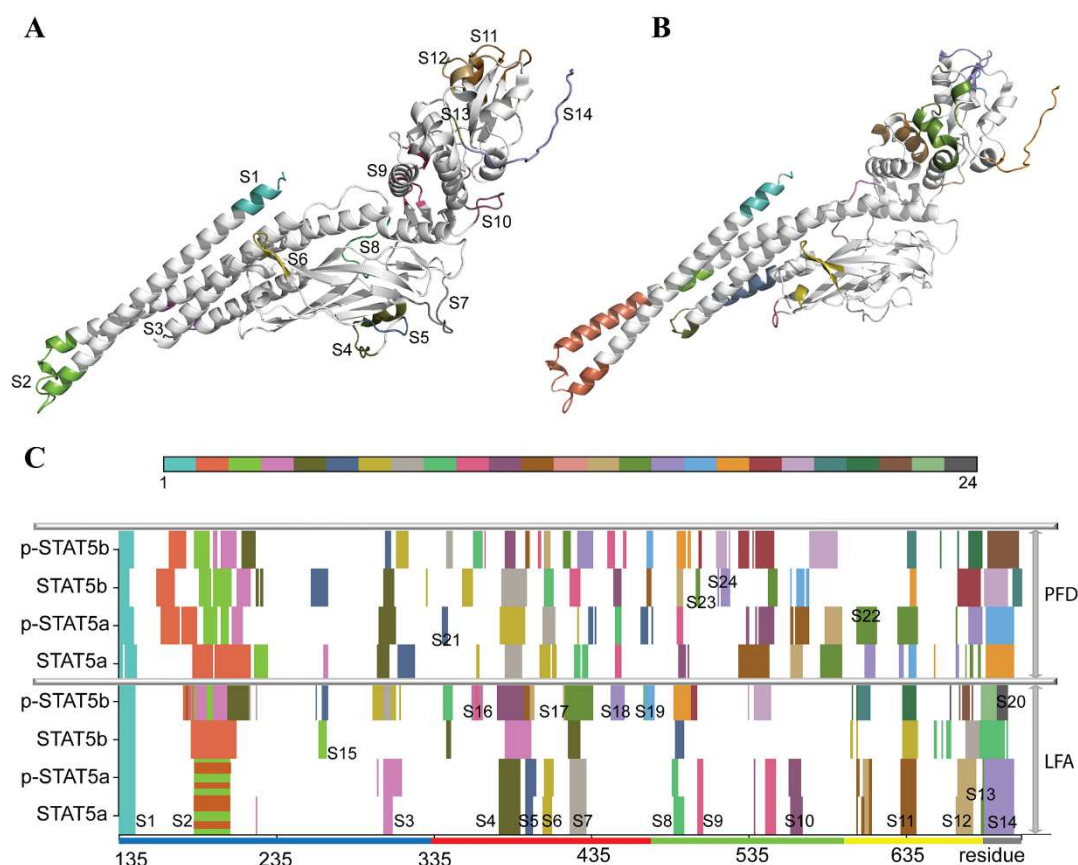 A
B
S11
S12
S14
S13
S9
S1
S10
S8
S6
S7
S3
S5
S4
S2
C
1
24
p-STAT5b
STAT5b
S24
S23
PFD
p-STAT5a
S22
S21
STAT5a
p-STAT5b
S16
S17
S18
S19
S20
STAT5b
S15
LFA
p-STAT5a
S13
STAT5a
S1
S2
S3
S4
S5
S6
S7
S8
S9
S10
S11
S12
S14
135
235
335
435
535
635
residue